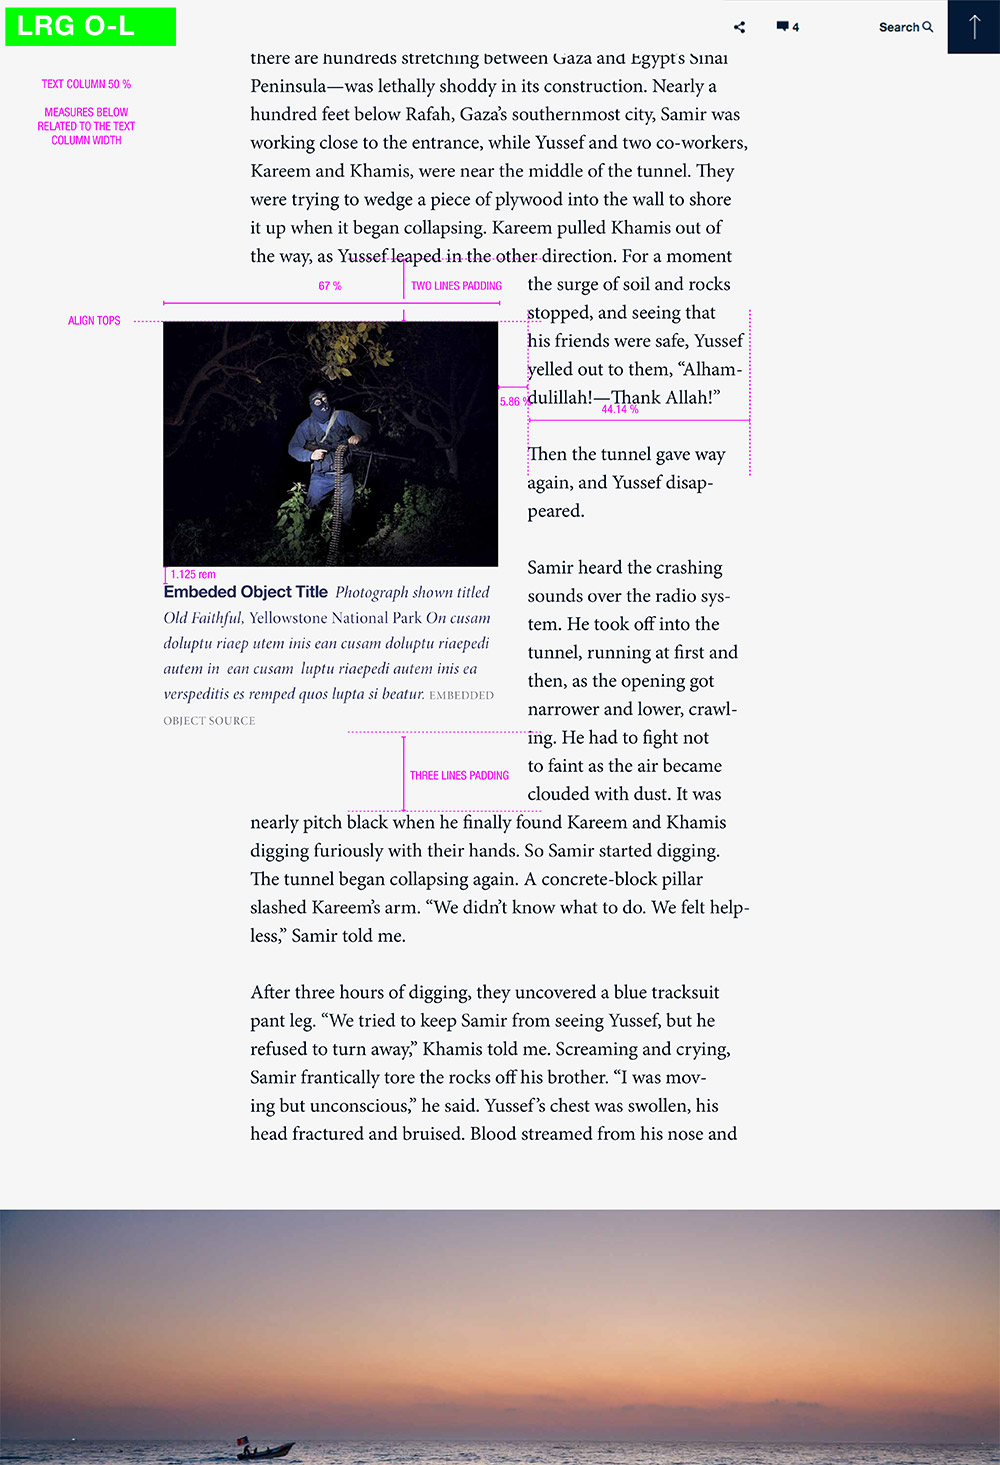 LRG O-L
4
Search
TEXT COLUMN 50 %
MEASURES BELOW
RELATED TO THE TEXT
COLUMN WIDTH
there are hundreds stretching between Gaza and Egypt's Sinai
Peninsula—was lethally shoddy in its construction. Nearly a
hundred feet below Rafah, Gaza's southernmost city, Samir was
working close to the entrance, while Yussef and two co-workers,
Kareem and Khamis, were near the middle of the tunnel. They
were trying to wedge a piece of plywood into the wall to shore
it up when it began collapsing. Kareem pulled Khamis out of
the way, as Yussef leaped in the other direction. For a moment
the surge of soil and rocks
stopped, and seeing that
his friends were safe, Yussef
yelled out to them, “Alham-
dulillah!—Thank Allah!”
Then the tunnel gave way
again, and Yussef disap-
peared.
Samir heard the crashing
sounds over the radio sys-
tem. He took off into the
tunnel, running at first and
then, as the opening got
narrower and lower, crawl-
ing. He had to fight not
to faint as the air became
clouded with dust. It was
67 %
TWO LINES PADDING
ALIGN TOPS
5.86 %
44.14 %
1.125 rem
Embeded Object Title Photograph shown titled
Old Faithful, Yellowstone National Park On cusam
doluptu riaep utem inis ean cusam doluptu riaepedi
autem in ean cusam luptu riaepedi autem inis ea
verspeditis es remped quos lupta si beatur. EMBEDDED
OBJECT SOURCE
THREE LINES PADDING
nearly pitch black when he finally found Kareem and Khamis
digging furiously with their hands. So Samir started digging.
The tunnel began collapsing again. A concrete-block pillar
slashed Kareem’s arm. “We didn’t know what to do. We felt help-
less,” Samir told me.
After three hours of digging, they uncovered a blue tracksuit
pant leg. “We tried to keep Samir from seeing Yussef, but he
refused to turn away,” Khamis told me. Screaming and crying,
Samir frantically tore the rocks off his brother. “I was mov-
ing but unconscious,” he said. Yussef’s chest was swollen, his
head fractured and bruised. Blood streamed from his nose and